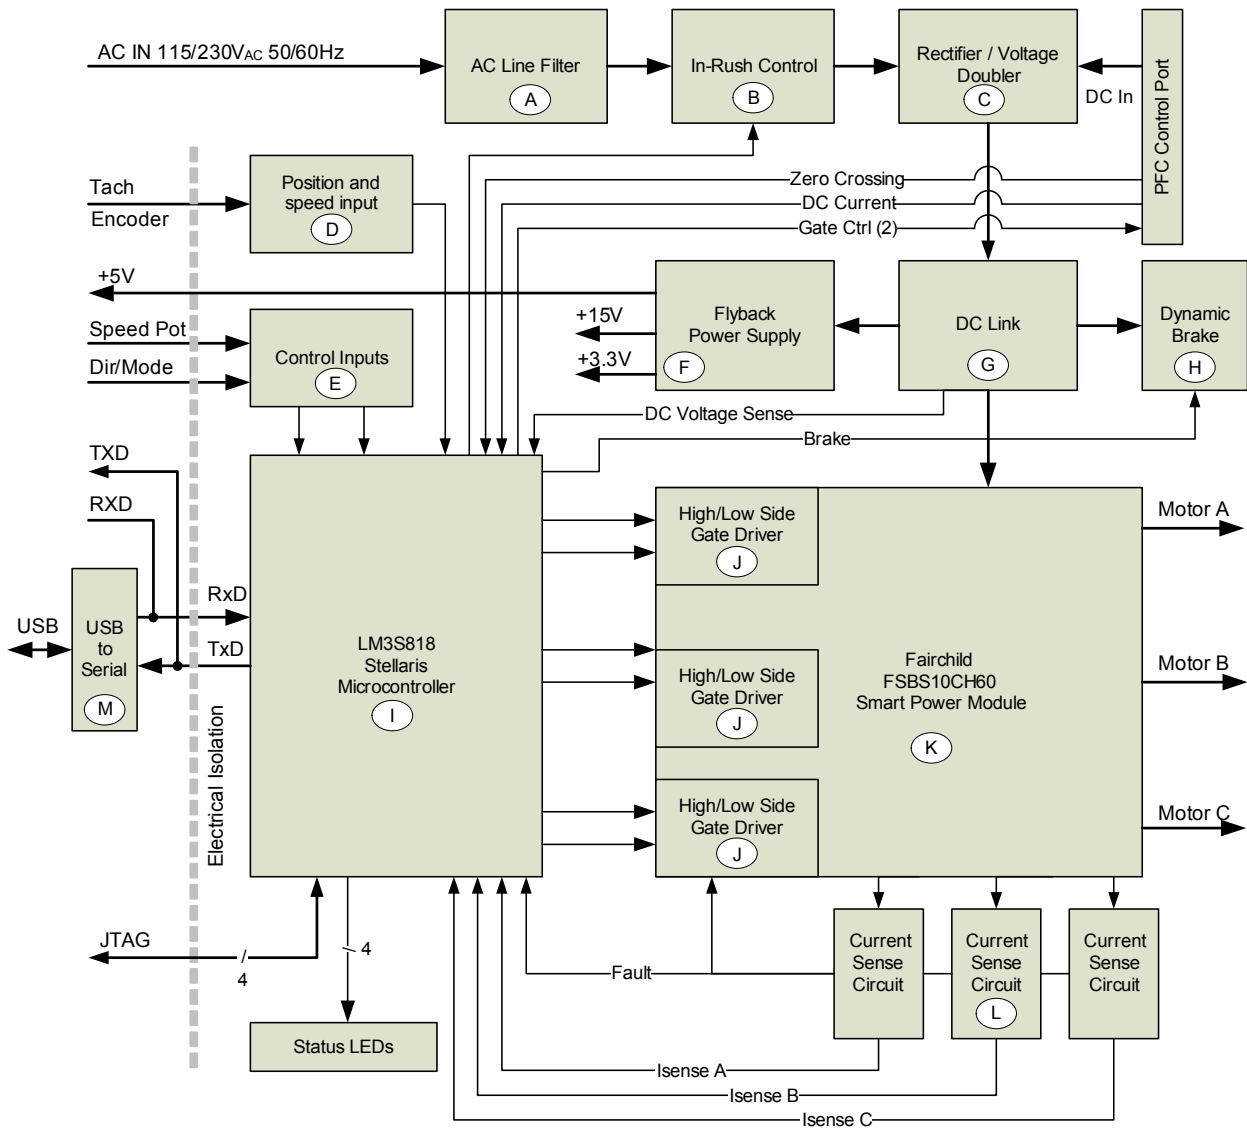 AC IN 115/230VAC 50/60Hz
AC Line Filter
A
In-Rush Control
B
Rectifier / Voltage
Doubler
C
DC In
PFC Control Port
Tach
Encoder
Position and
speed input
D
Zero Crossing
DC Current
Gate Ctrl (2)
+5V
Speed Pot
Dir/Mode
Control Inputs
E
+15V
+3.3V
Flyback
Power Supply
F
DC Link
G
Dynamic
Brake
H
DC Voltage Sense
Brake
TXD
RXD
USB
USB
to
Serial
M
RxD
TxD
Electrical Isolation
LM3S818
Stellaris
Microcontroller
I
High/Low Side
Gate Driver
J
High/Low Side
Gate Driver
J
High/Low Side
Gate Driver
J
Fairchild
FSBS10CH60
Smart Power Module
K
Motor A
Motor B
Motor C
JTAG
/
4
\ 4
Status LEDs
Fault
Current
Sense
Circuit
Current
Sense
Circuit
L
Current
Sense
Circuit
Isense A
Isense B
Isense C